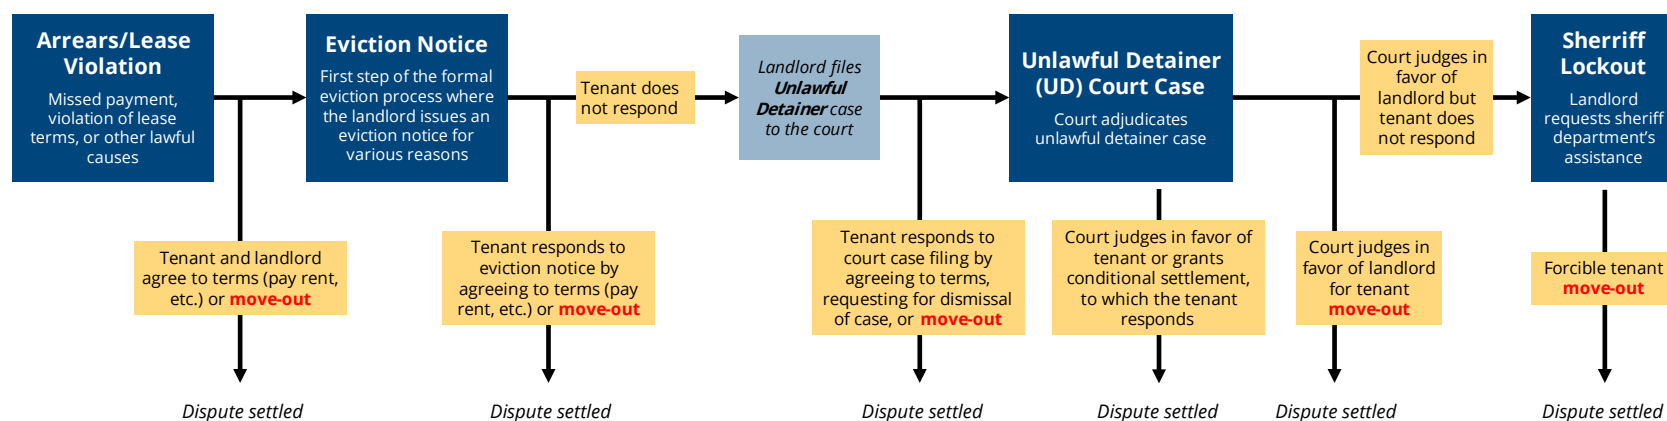 Arrears/Lease
Violation
Missed payment,
violation of lease
terms, or other lawful
causes
Eviction Notice
First step of the formal
eviction process where
the landlord issues an
eviction notice for
various reasons
Tenant does
not respond
Landlord files
Unlawful
Detainer case
to the court
Unlawful Detainer
(UD) Court Case
Court adjudicates
unlawful detainer case
Court judges in
favor of
landlord but
tenant does
not respond
Sherriff
Lockout
Landlord
requests sheriff
department's
assistance
Tenant and landlord
agree to terms (pay rent,
etc.) or move-out
Tenant responds to
eviction notice by
agreeing to terms (pay
rent, etc.) or move-out
Tenant responds to
court case filing by
agreeing to terms,
requesting for dismissal
of case, or move-out
Court judges in favor of
tenant or grants
conditional settlement,
to which the tenant
responds
Court judges in
favor of landlord
for tenant
move-out
Forcible tenant
move-out
Dispute settled
Dispute settled
Dispute settled
Dispute settled
Dispute settled
Dispute settled